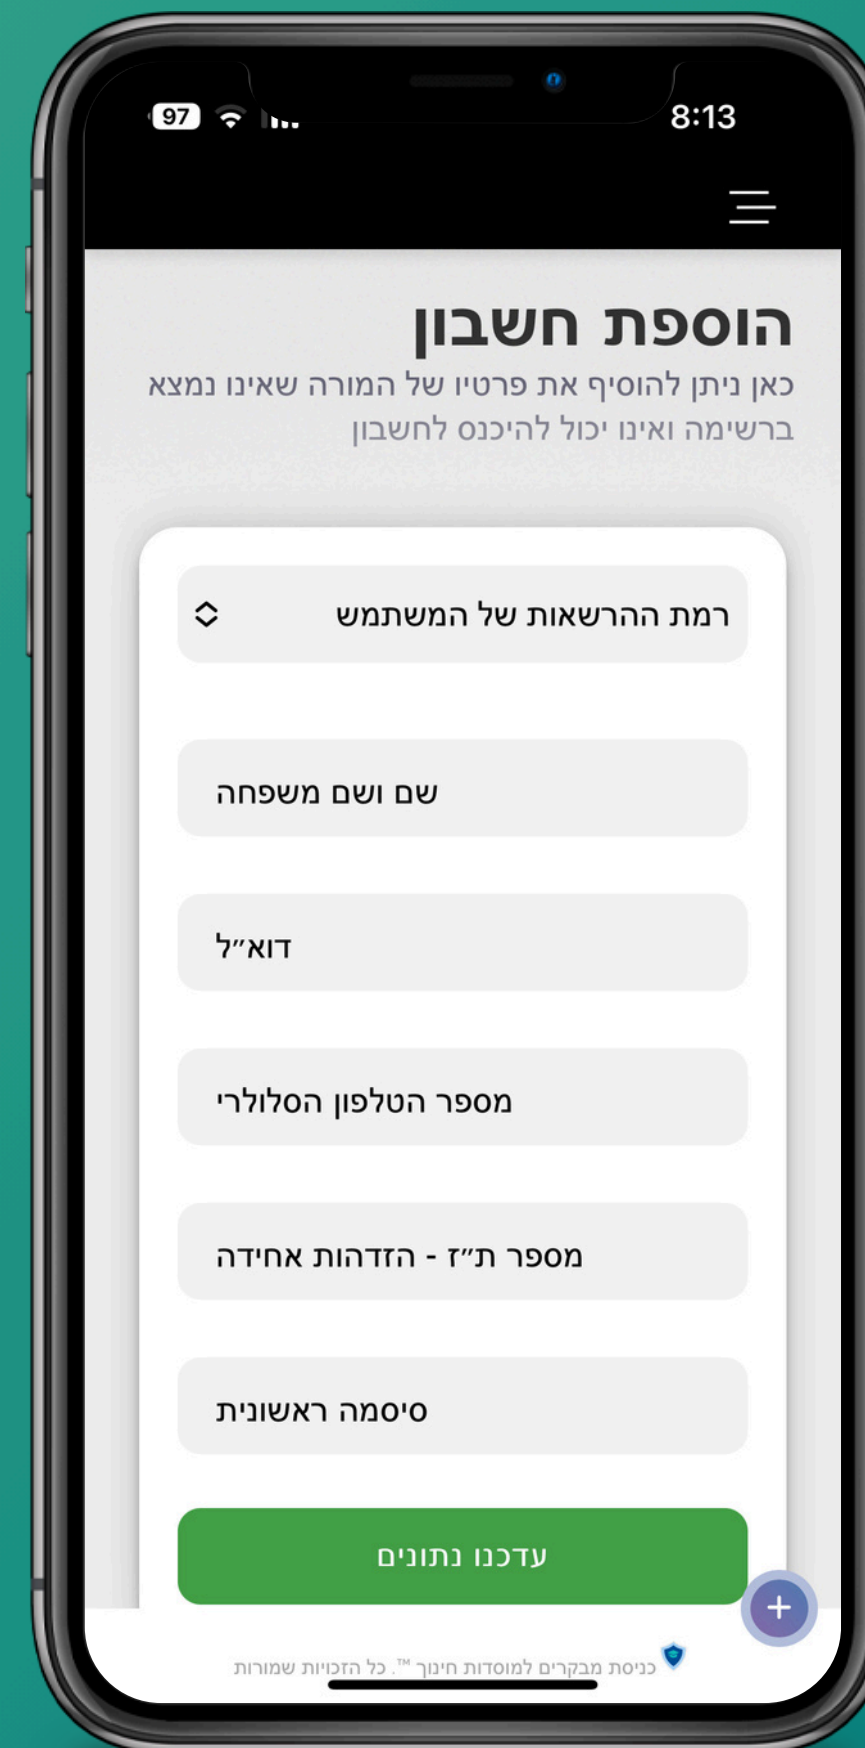 97
8:13
הוספת חשבון
כאן ניתן להוסיף את פרטיו של המורה שאינו נמצא
ברשימה ואינו יכול להיכנס לחשבון
רמת ההרשאות של המשתמש
שם ושם משפחה
דוא״ל
מספר הטלפון הסלולרי
מספר ת״ז - הזדהות אחידה
סיסמה ראשונית
עדכנו נתונים
כניסת מבקרים למוסדות חינוך ™. כל הזכויות שמורות